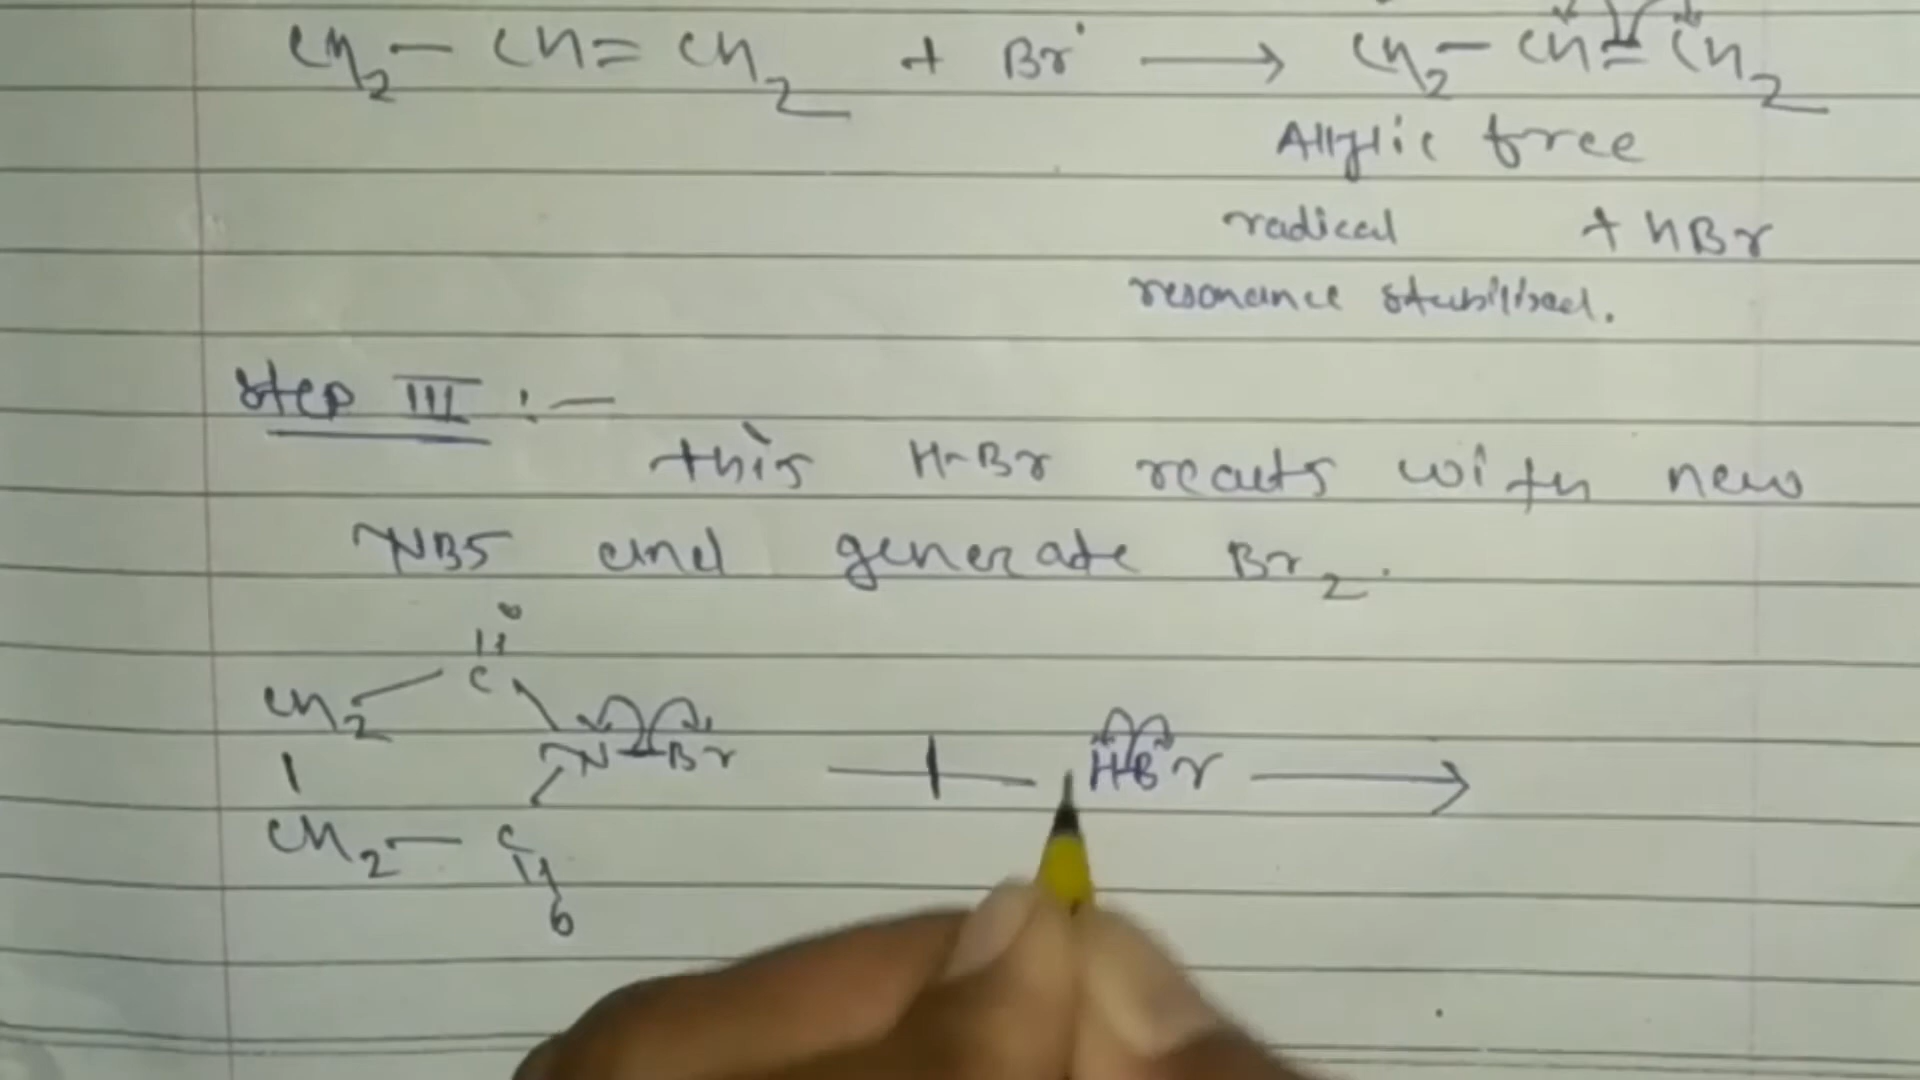 CH2 — CH = CH2 + Br· → CH2 — CH = CH2
Allylic free
radical + HBr
resonance stabilised.
Step III :—
this H-Br reacts with new
NBS and generate Br2.
O
C
CH2
N—Br + H-Br →
CH2 — C
O